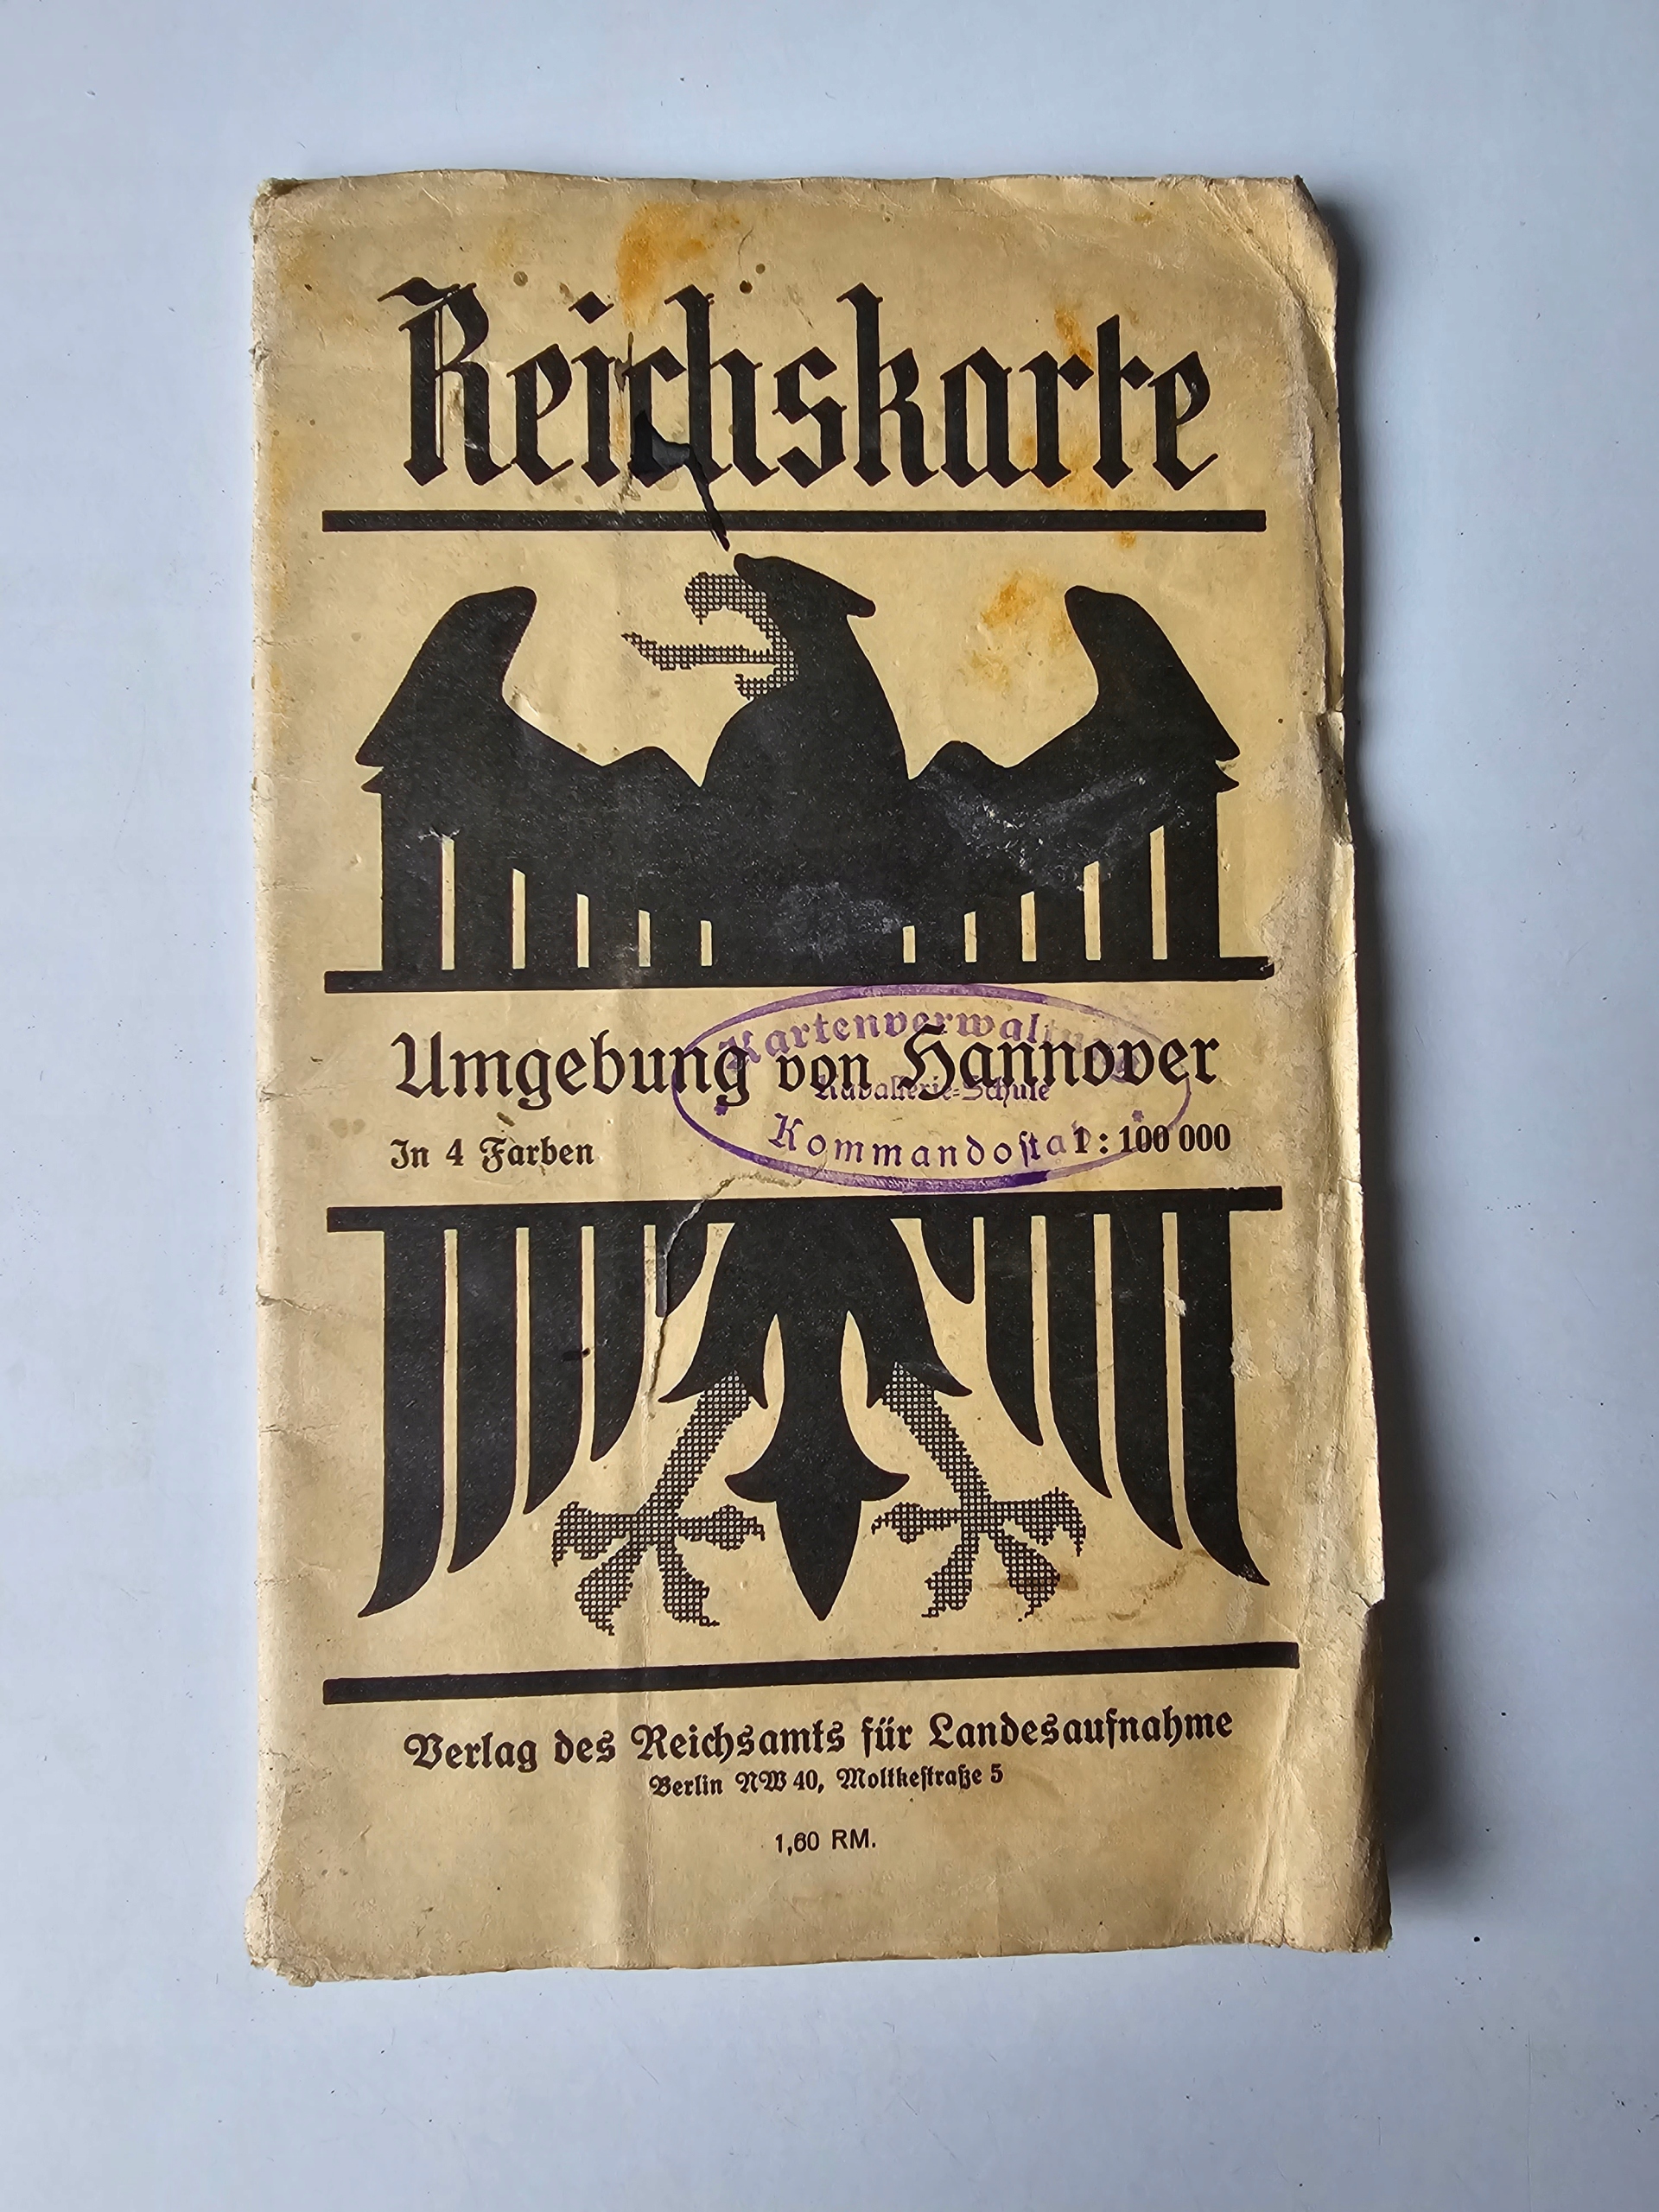 Reichskarte
Umgebung von Hannover
In 4 Farben
1 : 100 000
Kartenverwaltung
Kavallerie-Schule
Kommandostab
Verlag des Reichsamts für Landesaufnahme
Berlin NW 40, Moltkestraße 5
1,60 RM.